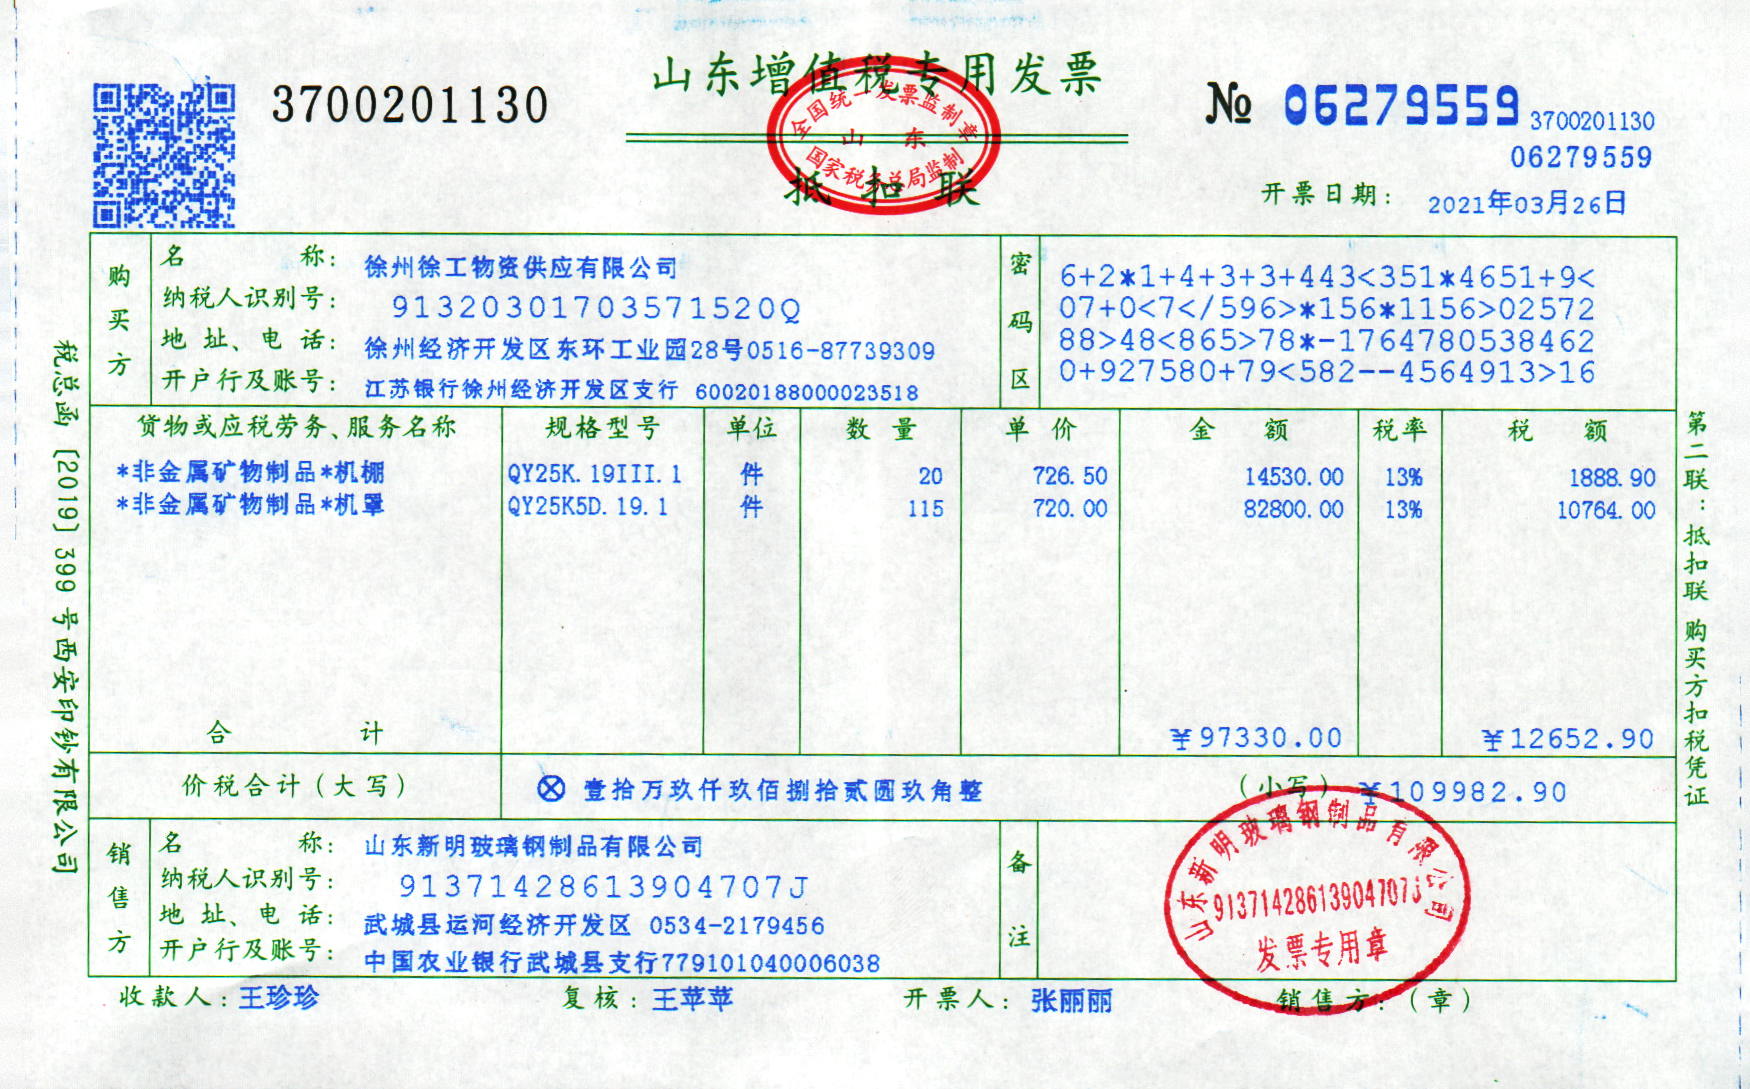 山东增值税专用发票
3700201130
№ 06279559
3700201130
06279559
全国统一发票监制章
山东
国家税务总局监制
抵扣联
开票日期： 2021年03月26日
购买方
名称： 徐州徐工物资供应有限公司
纳税人识别号： 91320301703571520Q
地址、电话： 徐州经济开发区东环工业园28号0516-87739309
开户行及账号： 江苏银行徐州经济开发区支行 60020188000023518
密码区
6+2*1+4+3+3+443<351*4651+9<
07+0<7</596>*156*1156>02572
88>48<865>78*-1764780538462
0+927580+79<582--4564913>16
货物或应税劳务、服务名称 规格型号 单位 数量 单价 金额 税率 税额
*非金属矿物制品*机棚 QY25K.19III.1 件 20 726.50 14530.00 13% 1888.90
*非金属矿物制品*机罩 QY25K5D.19.1 件 115 720.00 82800.00 13% 10764.00
合计 ¥97330.00 ¥12652.90
价税合计（大写） ⊗壹拾万玖仟玖佰捌拾贰圆玖角整 （小写） ¥109982.90
销售方
名称： 山东新明玻璃钢制品有限公司
纳税人识别号： 91371428613904707J
地址、电话： 武城县运河经济开发区 0534-2179456
开户行及账号： 中国农业银行武城县支行779101040006038
备注
山东新明玻璃钢制品有限公司
91371428613904707J
发票专用章
收款人：王珍珍 复核：王苹苹 开票人：张丽丽 销售方：（章）
税总函〔2019〕399号西安印钞有限公司
第二联：抵扣联 购买方扣税凭证